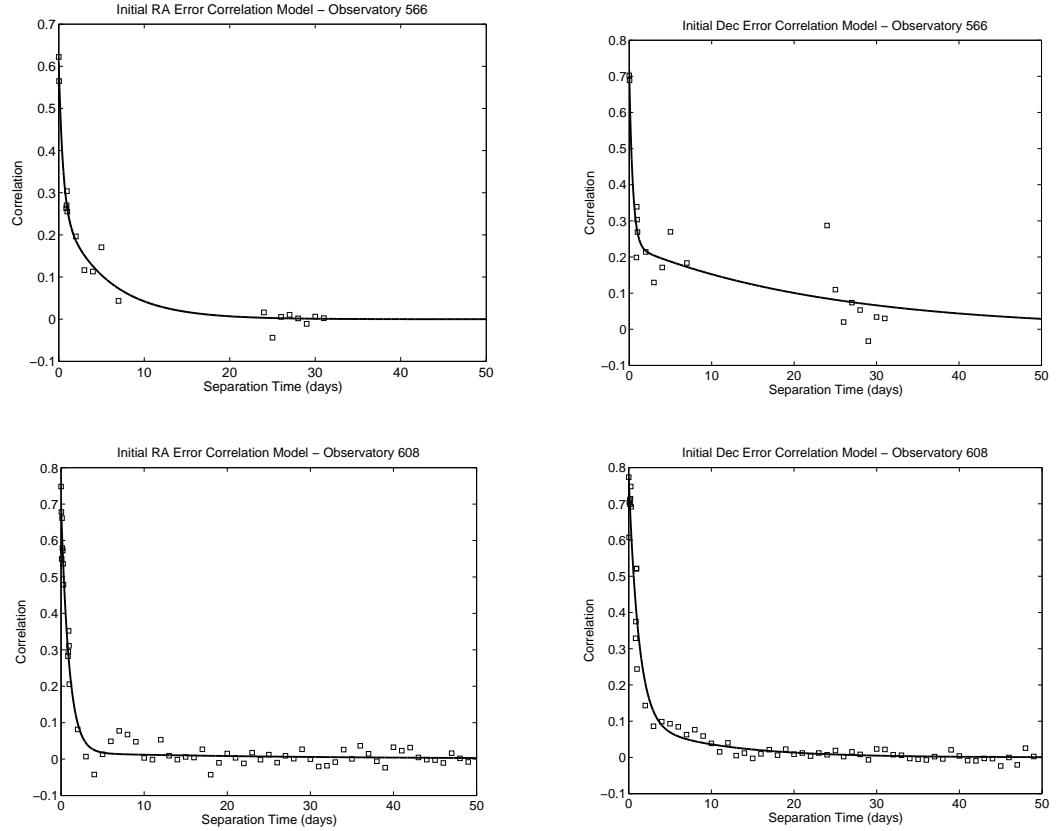 Initial RA Error Correlation Model – Observatory 566
0.7
0.6
0.5
0.4
0.3
0.2
0.1
0
−0.1
Correlation
0 10 20 30 40 50
Separation Time (days)
Initial Dec Error Correlation Model – Observatory 566
0.8
0.7
0.6
0.5
0.4
0.3
0.2
0.1
0
−0.1
Correlation
0 10 20 30 40 50
Separation Time (days)
Initial RA Error Correlation Model – Observatory 608
0.8
0.7
0.6
0.5
0.4
0.3
0.2
0.1
0
−0.1
Correlation
0 10 20 30 40 50
Separation Time (days)
Initial Dec Error Correlation Model – Observatory 608
0.8
0.7
0.6
0.5
0.4
0.3
0.2
0.1
0
−0.1
Correlation
0 10 20 30 40 50
Separation Time (days)